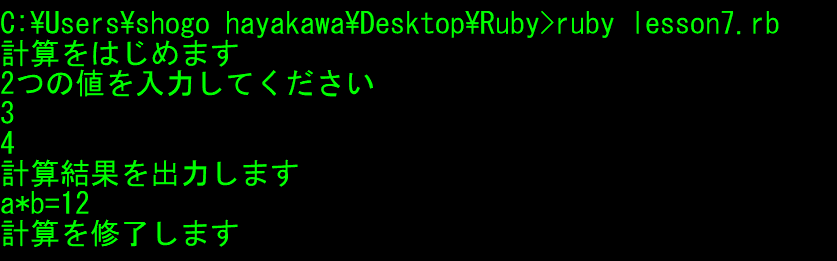 C:¥Users¥shogo hayakawa¥Desktop¥Ruby>ruby lesson7.rb
計算をはじめます
2つの値を入力してください
3
4
計算結果を出力します
a*b=12
計算を修了します